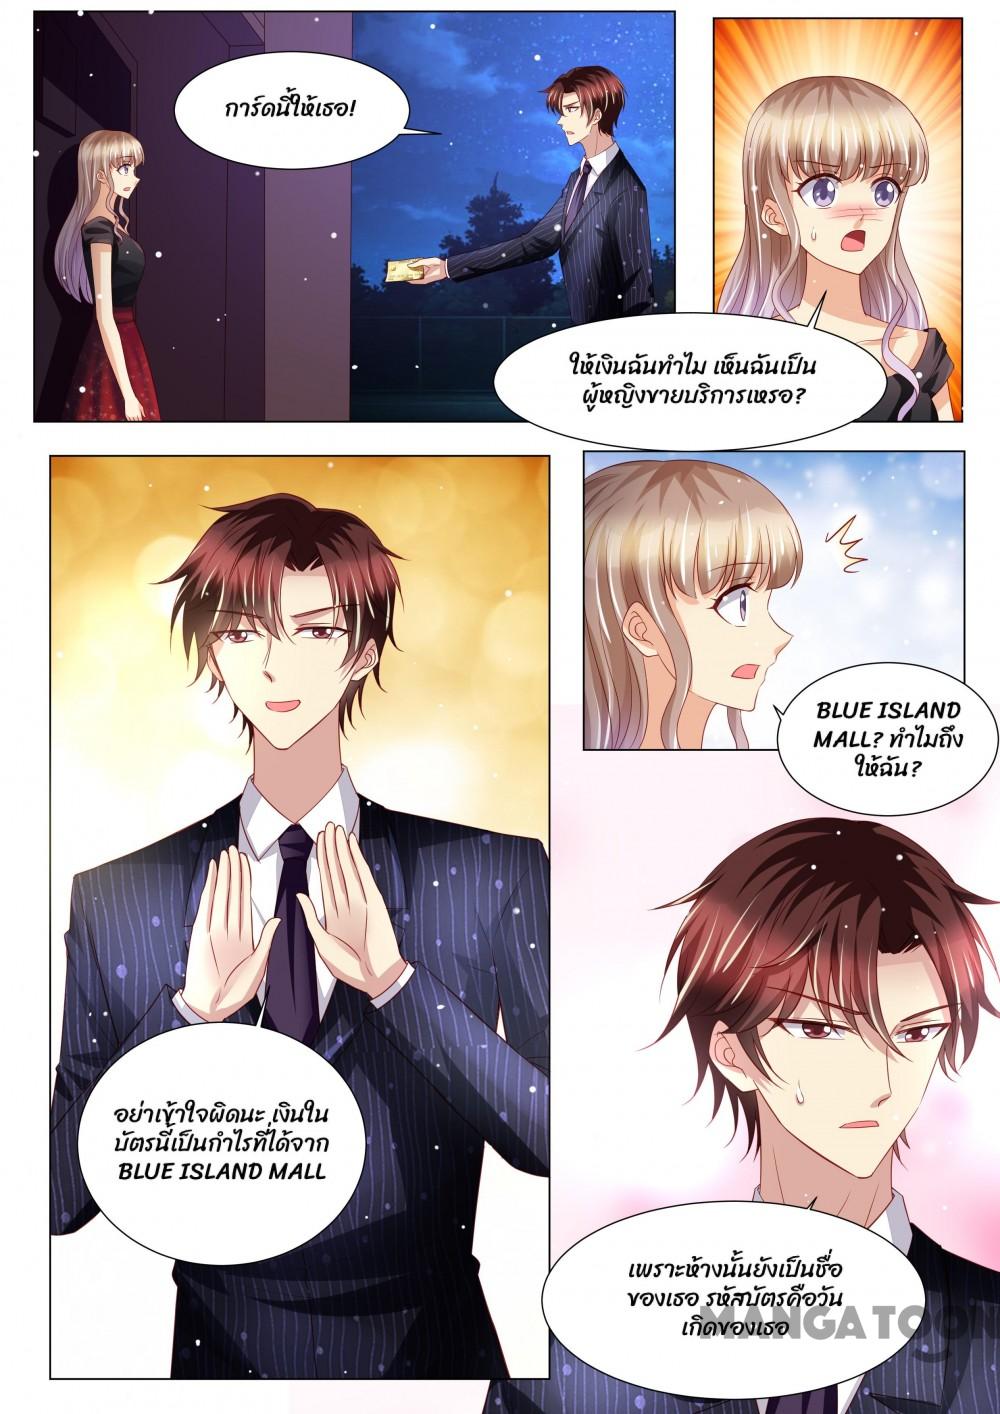 การ์ดนี้ให้เธอ!
ให้เงินฉันทำไม เห็นฉันเป็น
ผู้หญิงขายบริการเหรอ?
อย่าเข้าใจผิดนะ เงินใน
บัตรนี้เป็นกำไรที่ได้จาก
BLUE ISLAND MALL
BLUE ISLAND
MALL? ทำไมถึง
ให้ฉัน?
เพราะห้างนั้นยังเป็นชื่อ
ของเธอ รหัสบัตรคือวัน
เกิดของเธอ
MANGATOON